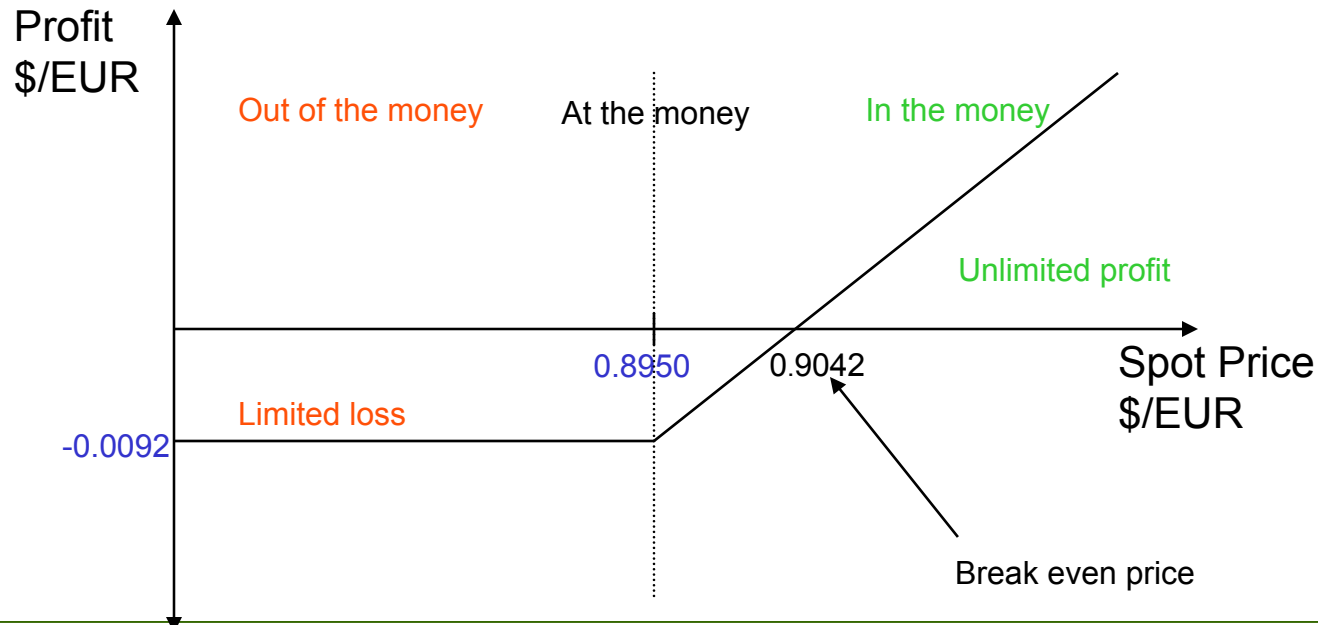 Profit
$/EUR
Out of the money
At the money
In the money
Unlimited profit
0.8950
0.9042
Spot Price
$/EUR
Limited loss
-0.0092
Break even price